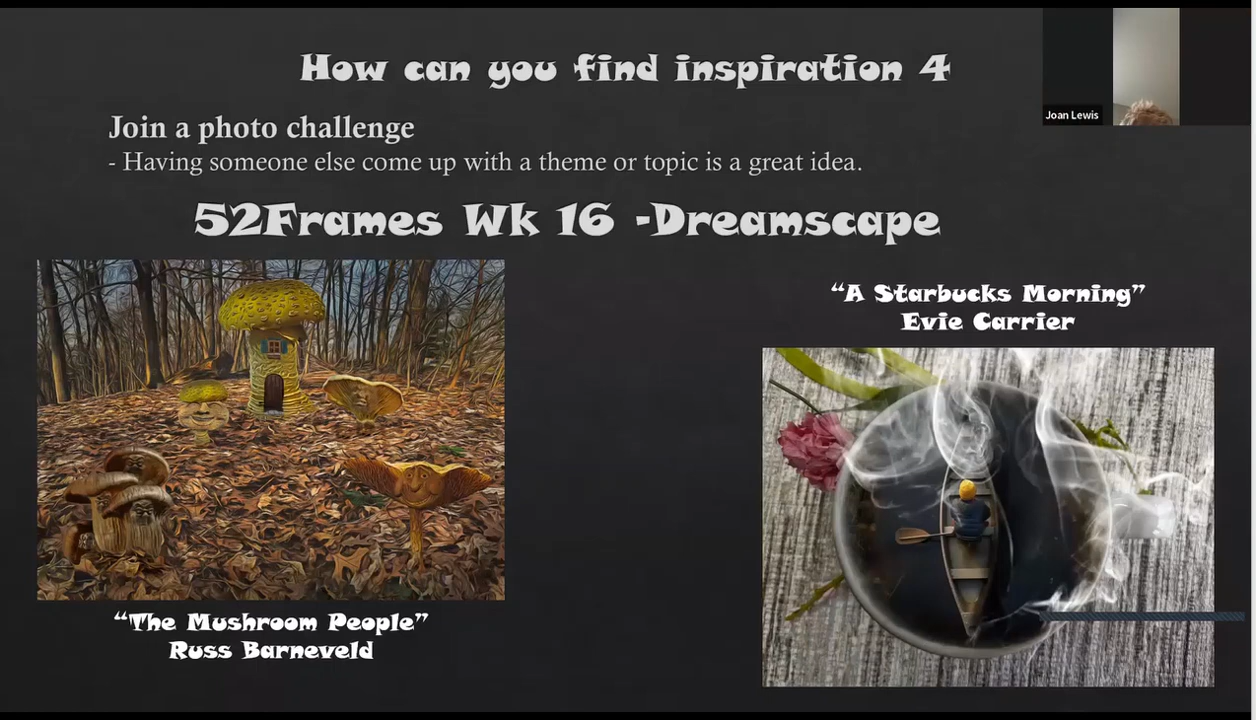 How can you find inspiration 4
Joan Lewis
Join a photo challenge
- Having someone else come up with a theme or topic is a great idea.
52Frames Wk 16 -Dreamscape
“A Starbucks Morning”
Evie Carrier
“The Mushroom People”
Russ Barneveld